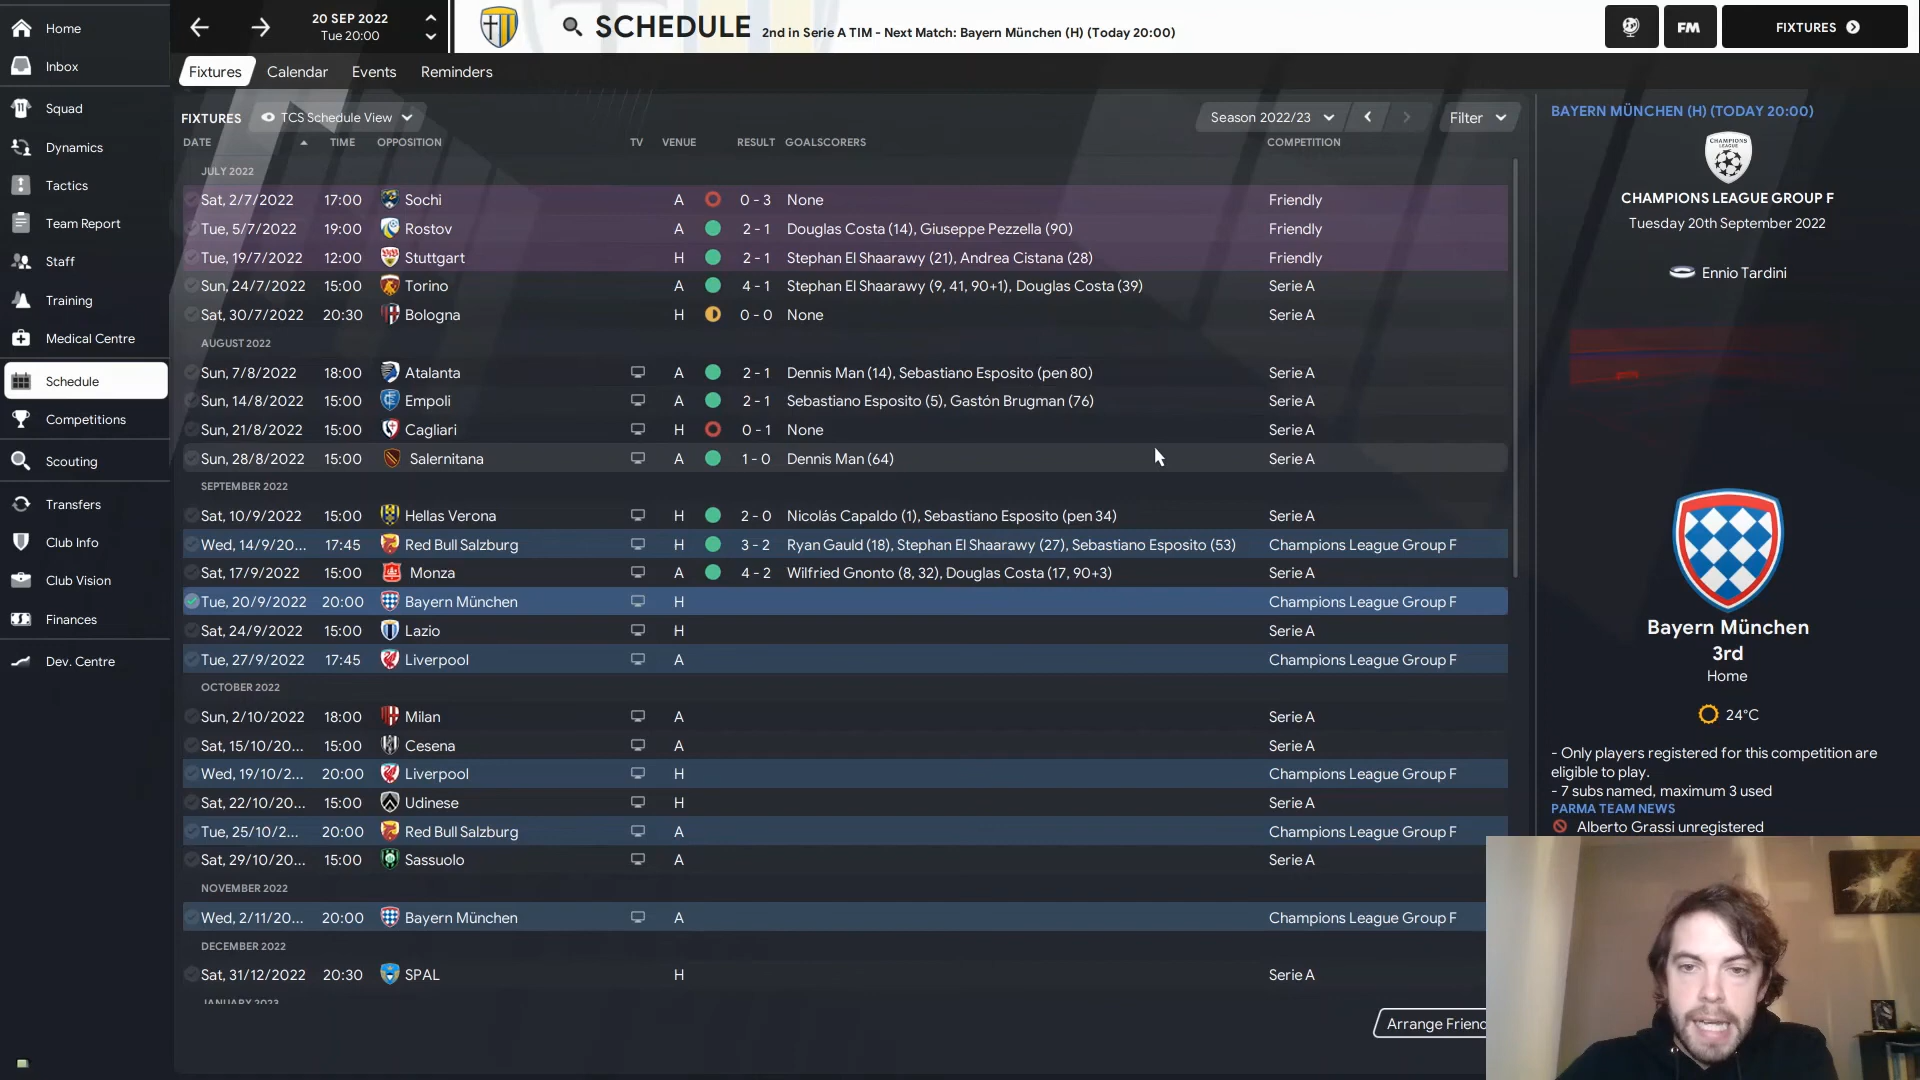 Home
Inbox
Squad
Dynamics
Tactics
Team Report
Staff
Training
Medical Centre
Schedule
Competitions
Scouting
Transfers
Club Info
Club Vision
Finances
Dev. Centre
20 SEP 2022
Tue 20:00
SCHEDULE
2nd in Serie A TIM - Next Match: Bayern München (H) (Today 20:00)
FM
FIXTURES
Fixtures Calendar Events Reminders
FIXTURES TCS Schedule View Season 2022/23 Filter
DATE TIME OPPOSITION TV VENUE RESULT GOALSCORERS COMPETITION
JULY 2022
Sat, 2/7/2022 17:00 Sochi A 0 - 3 None Friendly
Tue, 5/7/2022 19:00 Rostov A 2 - 1 Douglas Costa (14), Giuseppe Pezzella (90) Friendly
Tue, 19/7/2022 12:00 Stuttgart H 2 - 1 Stephan El Shaarawy (21), Andrea Cistana (28) Friendly
Sun, 24/7/2022 15:00 Torino A 4 - 1 Stephan El Shaarawy (9, 41, 90+1), Douglas Costa (39) Serie A
Sat, 30/7/2022 20:30 Bologna H 0 - 0 None Serie A
AUGUST 2022
Sun, 7/8/2022 18:00 Atalanta A 2 - 1 Dennis Man (14), Sebastiano Esposito (pen 80) Serie A
Sun, 14/8/2022 15:00 Empoli A 2 - 1 Sebastiano Esposito (5), Gastón Brugman (76) Serie A
Sun, 21/8/2022 15:00 Cagliari H 0 - 1 None Serie A
Sun, 28/8/2022 15:00 Salernitana A 1 - 0 Dennis Man (64) Serie A
SEPTEMBER 2022
Sat, 10/9/2022 15:00 Hellas Verona H 2 - 0 Nicolás Capaldo (1), Sebastiano Esposito (pen 34) Serie A
Wed, 14/9/20... 17:45 Red Bull Salzburg H 3 - 2 Ryan Gauld (18), Stephan El Shaarawy (27), Sebastiano Esposito (53) Champions League Group F
Sat, 17/9/2022 15:00 Monza A 4 - 2 Wilfried Gnonto (8, 32), Douglas Costa (17, 90+3) Serie A
Tue, 20/9/2022 20:00 Bayern München H Champions League Group F
Sat, 24/9/2022 15:00 Lazio H Serie A
Tue, 27/9/2022 17:45 Liverpool A Champions League Group F
OCTOBER 2022
Sun, 2/10/2022 18:00 Milan A Serie A
Sat, 15/10/20... 15:00 Cesena A Serie A
Wed, 19/10/2... 20:00 Liverpool H Champions League Group F
Sat, 22/10/20... 15:00 Udinese H Serie A
Tue, 25/10/2... 20:00 Red Bull Salzburg A Champions League Group F
Sat, 29/10/20... 15:00 Sassuolo A Serie A
NOVEMBER 2022
Wed, 2/11/20... 20:00 Bayern München A Champions League Group F
DECEMBER 2022
Sat, 31/12/2022 20:30 SPAL H Serie A
JANUARY 2023
Arrange Friend
BAYERN MÜNCHEN (H) (TODAY 20:00)
CHAMPIONS
LEAGUE
CHAMPIONS LEAGUE GROUP F
Tuesday 20th September 2022
Ennio Tardini
Bayern München
3rd
Home
24°C
- Only players registered for this competition are
eligible to play.
- 7 subs named, maximum 3 used
PARMA TEAM NEWS
Alberto Grassi unregistered